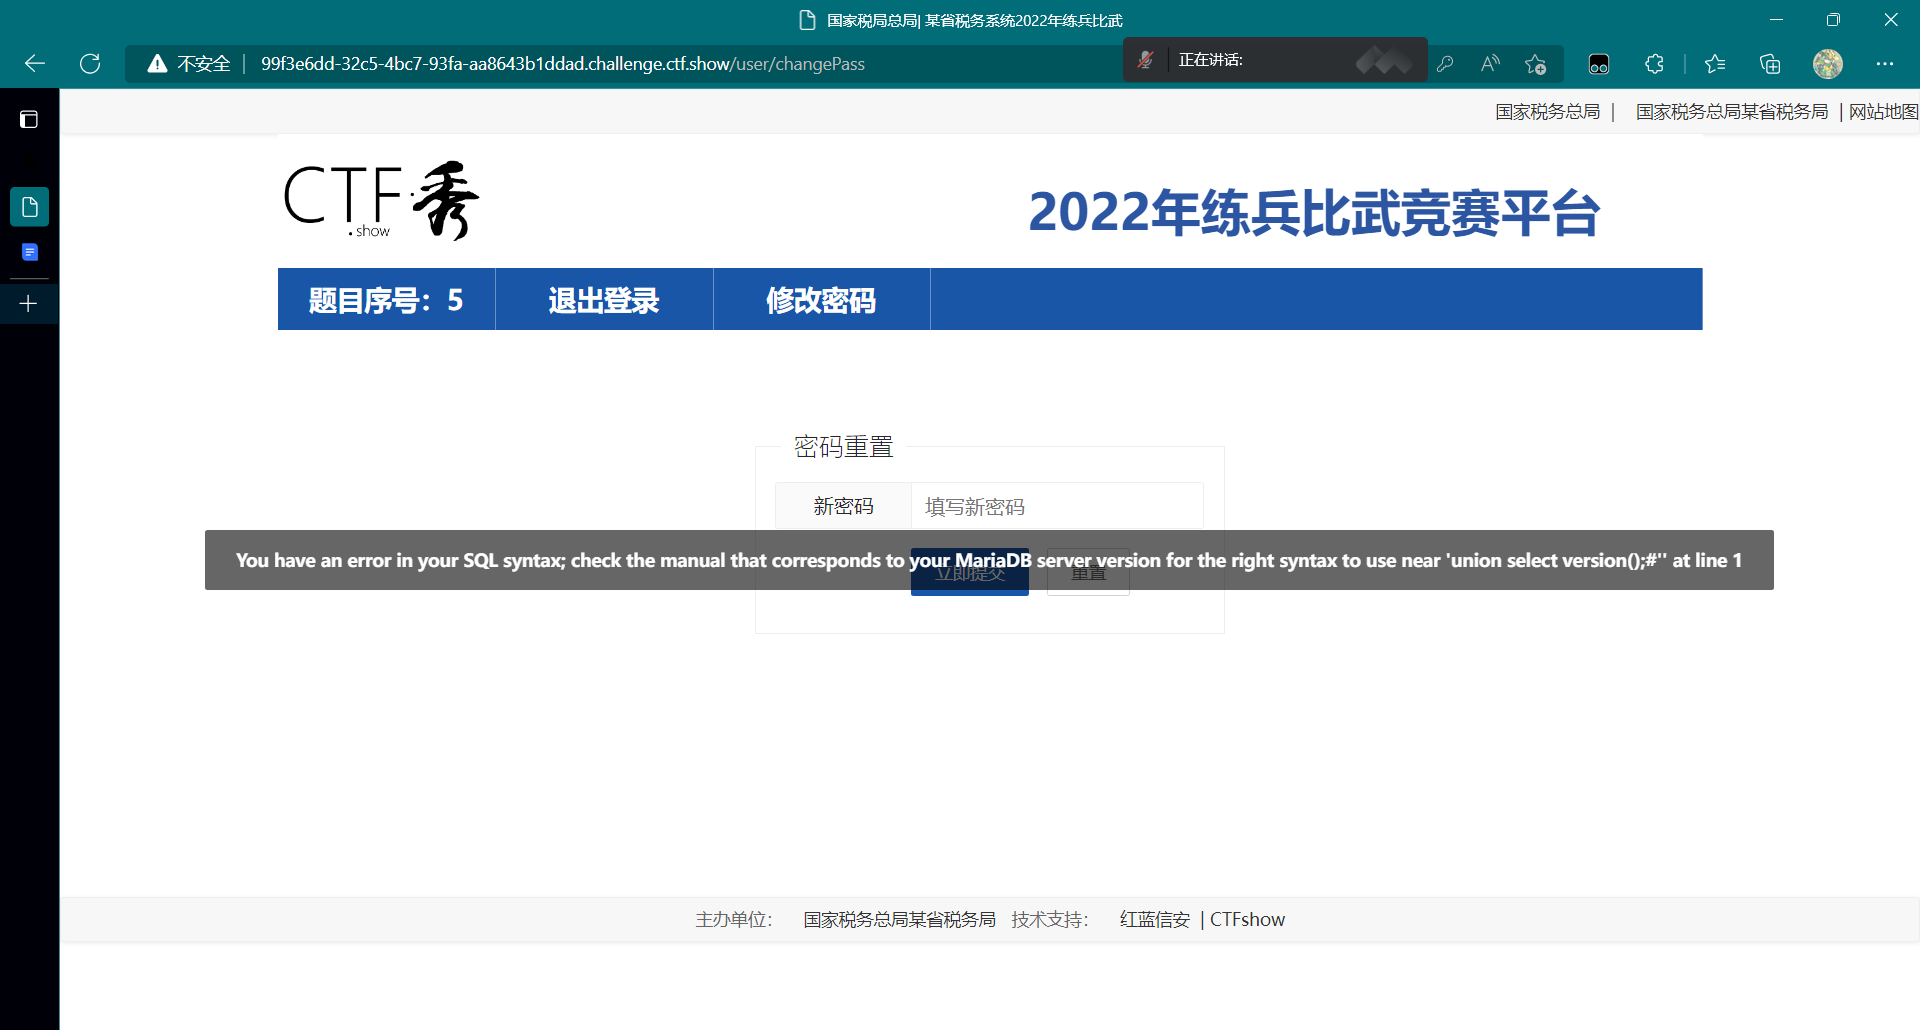 国家税局总局| 某省税务系统2022年练兵比武
不安全 | 99f3e6dd-32c5-4bc7-93fa-aa8643b1ddad.challenge.ctf.show/user/changePass
正在讲话:
国家税务总局 | 国家税务总局某省税务局 | 网站地图
CTF秀
.show
2022年练兵比武竞赛平台
题目序号：5 退出登录 修改密码
密码重置
新密码 填写新密码
You have an error in your SQL syntax; check the manual that corresponds to your MariaDB server version for the right syntax to use near 'union select version();#'' at line 1
立即提交 重置
主办单位： 国家税务总局某省税务局 技术支持： 红蓝信安 | CTFshow